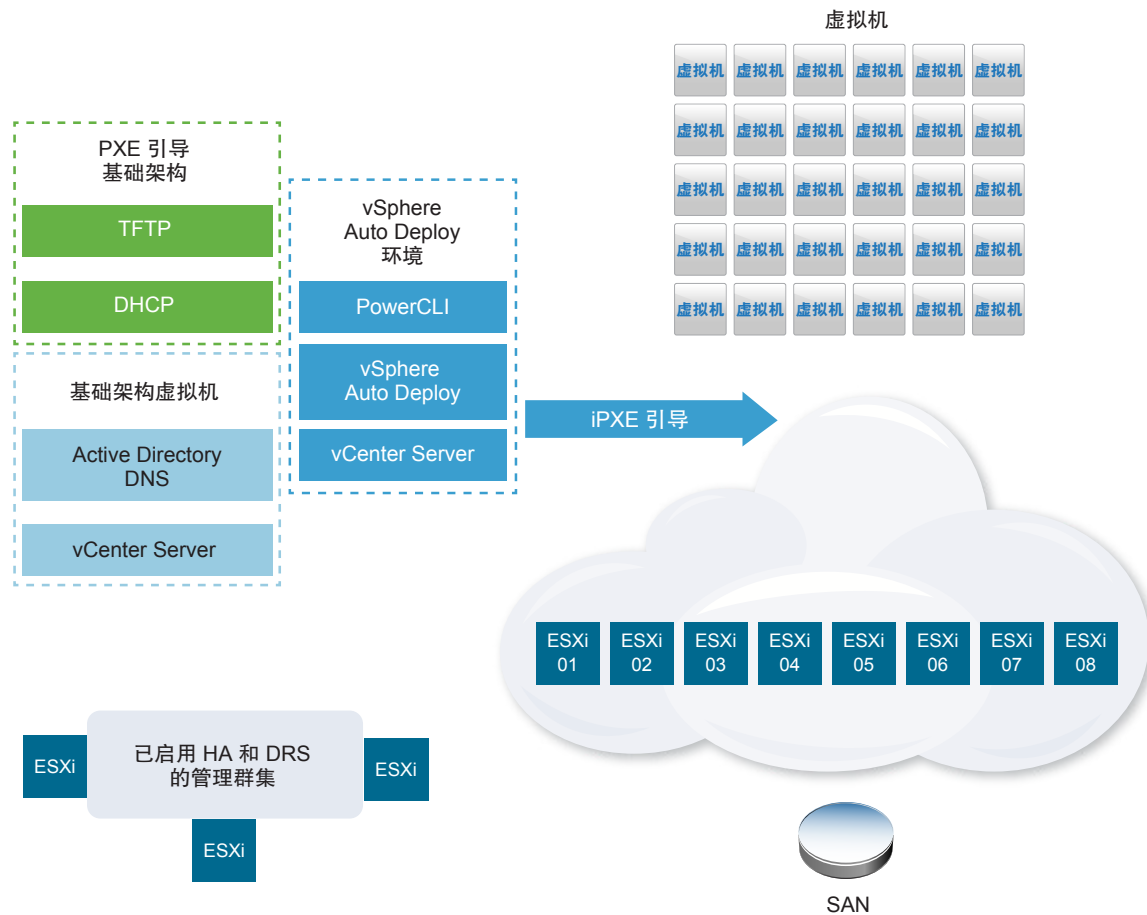 虚拟机
虚拟机 虚拟机 虚拟机 虚拟机 虚拟机 虚拟机
虚拟机 虚拟机 虚拟机 虚拟机 虚拟机 虚拟机
虚拟机 虚拟机 虚拟机 虚拟机 虚拟机 虚拟机
虚拟机 虚拟机 虚拟机 虚拟机 虚拟机 虚拟机
虚拟机 虚拟机 虚拟机 虚拟机 虚拟机 虚拟机
PXE 引导
基础架构
TFTP
DHCP
基础架构虚拟机
Active Directory
DNS
vCenter Server
vSphere
Auto Deploy
环境
PowerCLI
vSphere
Auto Deploy
vCenter Server
iPXE 引导
ESXi
01
ESXi
02
ESXi
03
ESXi
04
ESXi
05
ESXi
06
ESXi
07
ESXi
08
已启用 HA 和 DRS
的管理群集
ESXi
ESXi
ESXi
SAN